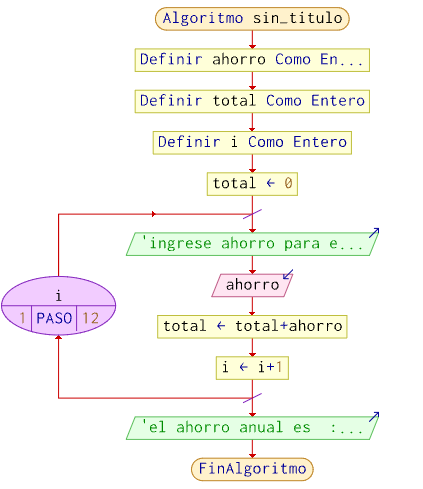 Algoritmo sin_titulo
Definir ahorro Como En...
Definir total Como Entero
Definir i Como Entero
total ← 0
'ingrese ahorro para e...
ahorro
i
1 PASO 12
total ← total+ahorro
i ← i+1
'el ahorro anual es  :...
FinAlgoritmo